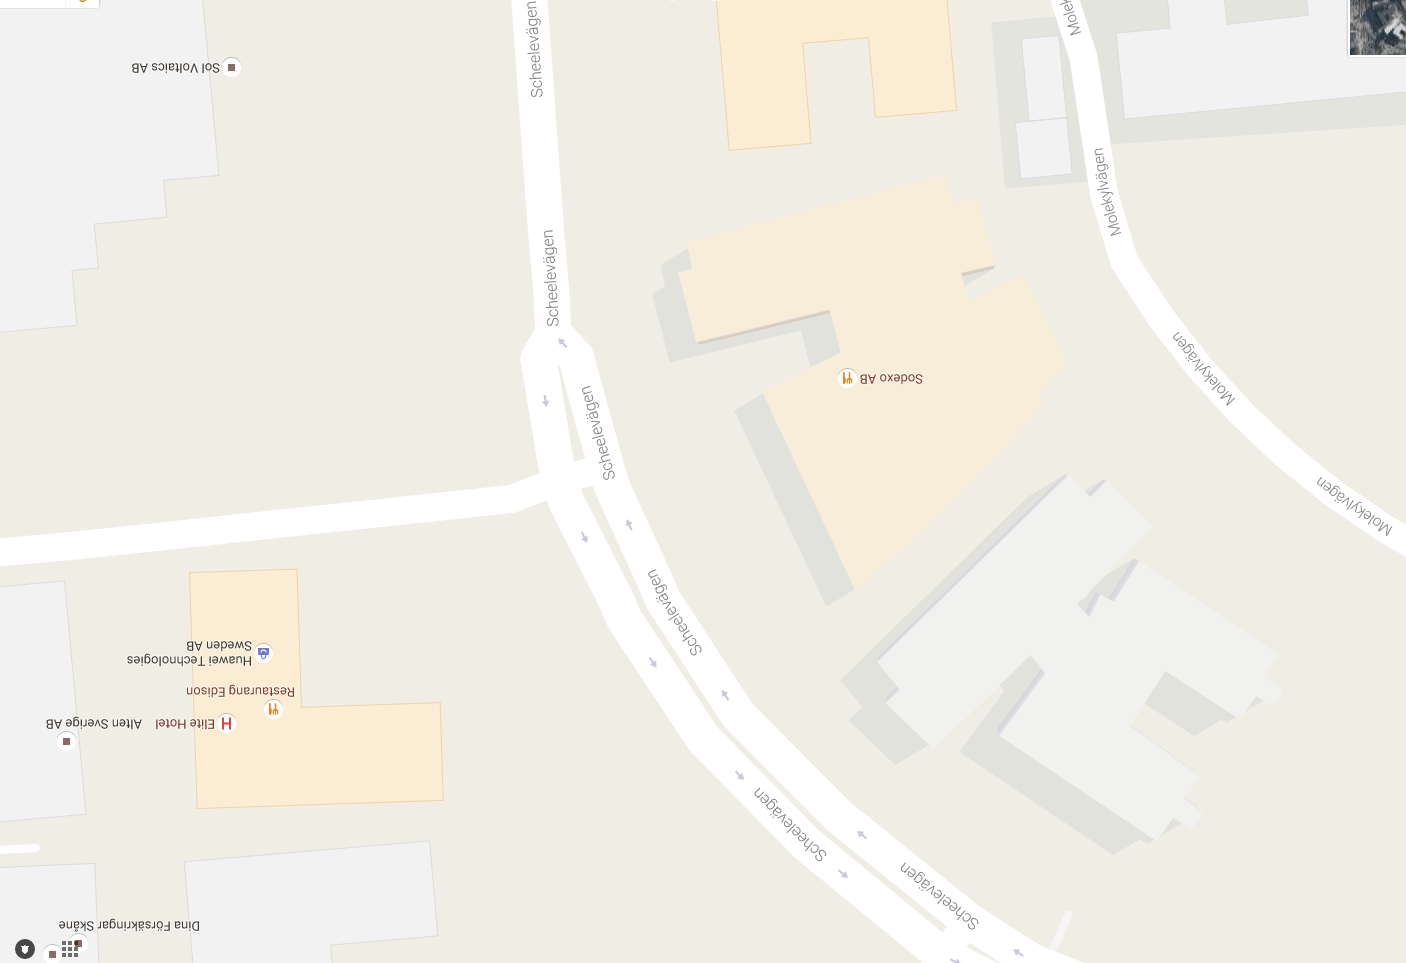 Dina Försäkringar Skåne
Scheelevägen
Scheelevägen
Alten Sverige AB
Elite Hotel
H
Restaurang Edison
Huawei Technologies
Sweden AB
Scheelevägen
Molekylvägen
Scheelevägen
Sodexo AB
Molekylvägen
Scheelevägen
Molekylvägen
Sol Voltaics AB
Scheelevägen